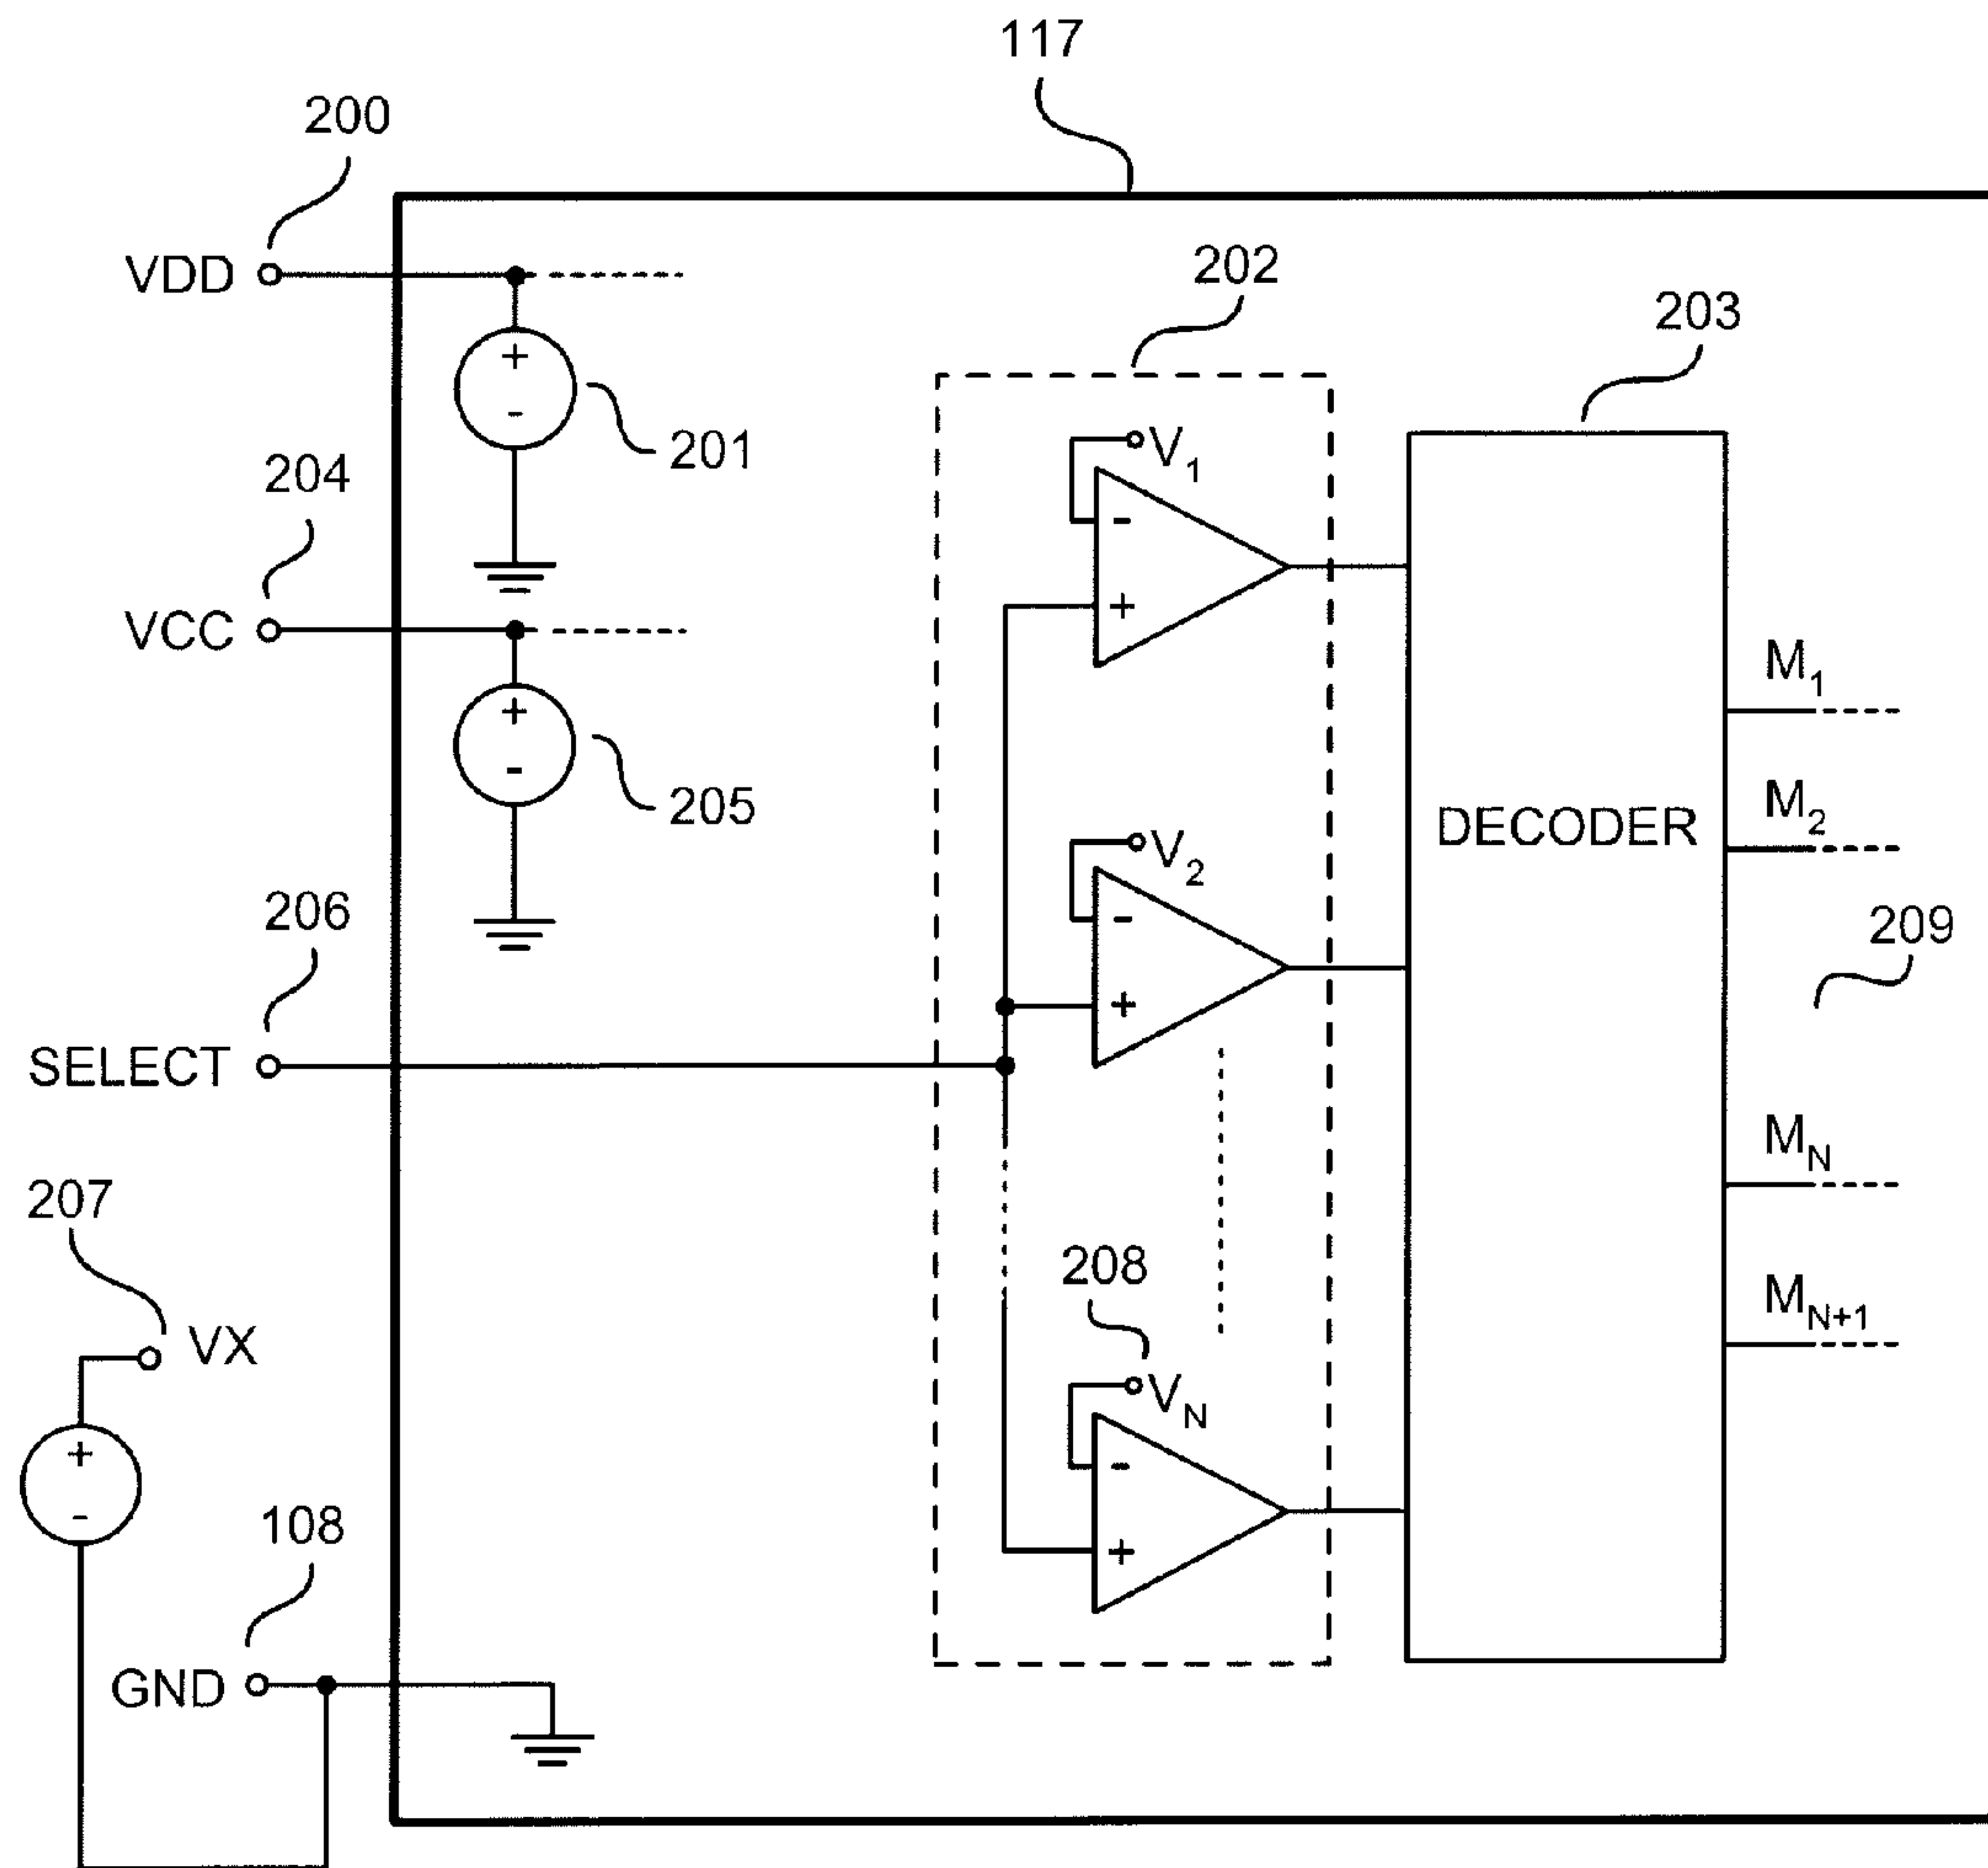 117
200
VDD
202
203
+
-
201
V1
204
-
VCC
+
M1
+
-
205
M2
V2
DECODER
206
-
209
+
SELECT
MN
207
208
MN+1
VX
VN
+
-
-
108
+
GND